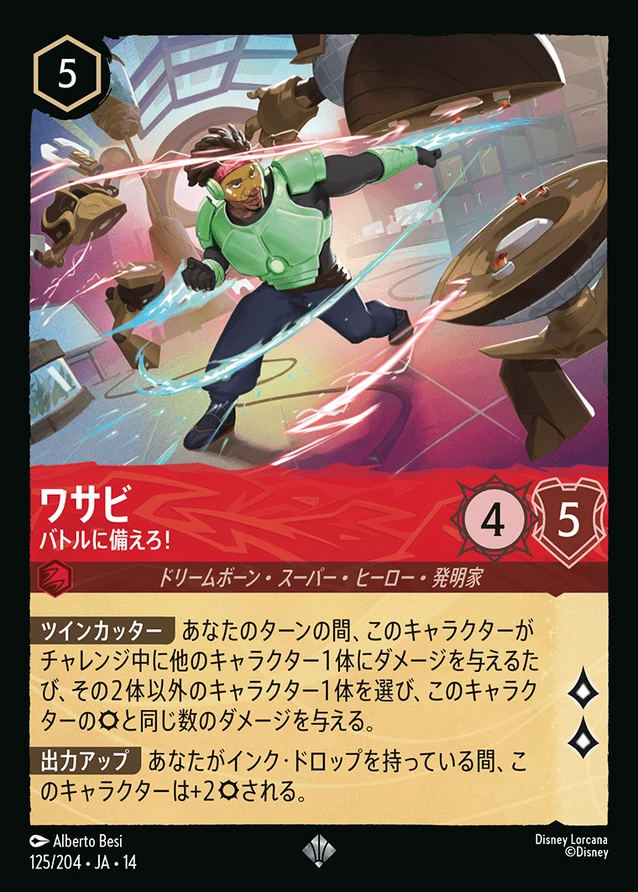 5
ワサビ
バトルに備えろ!
4
5
ドリームボーン・スーパー・ヒーロー・発明家
ツインカッター あなたのターンの間、このキャラクターが
チャレンジ中に他のキャラクター1体にダメージを与えるた
び、その2体以外のキャラクター1体を選び、このキャラク
ターの と同じ数のダメージを与える。
出力アップ あなたがインク・ドロップを持っている間、こ
のキャラクターは+2 される。
Alberto Besi
125/204・JA・14
Disney Lorcana
©Disney